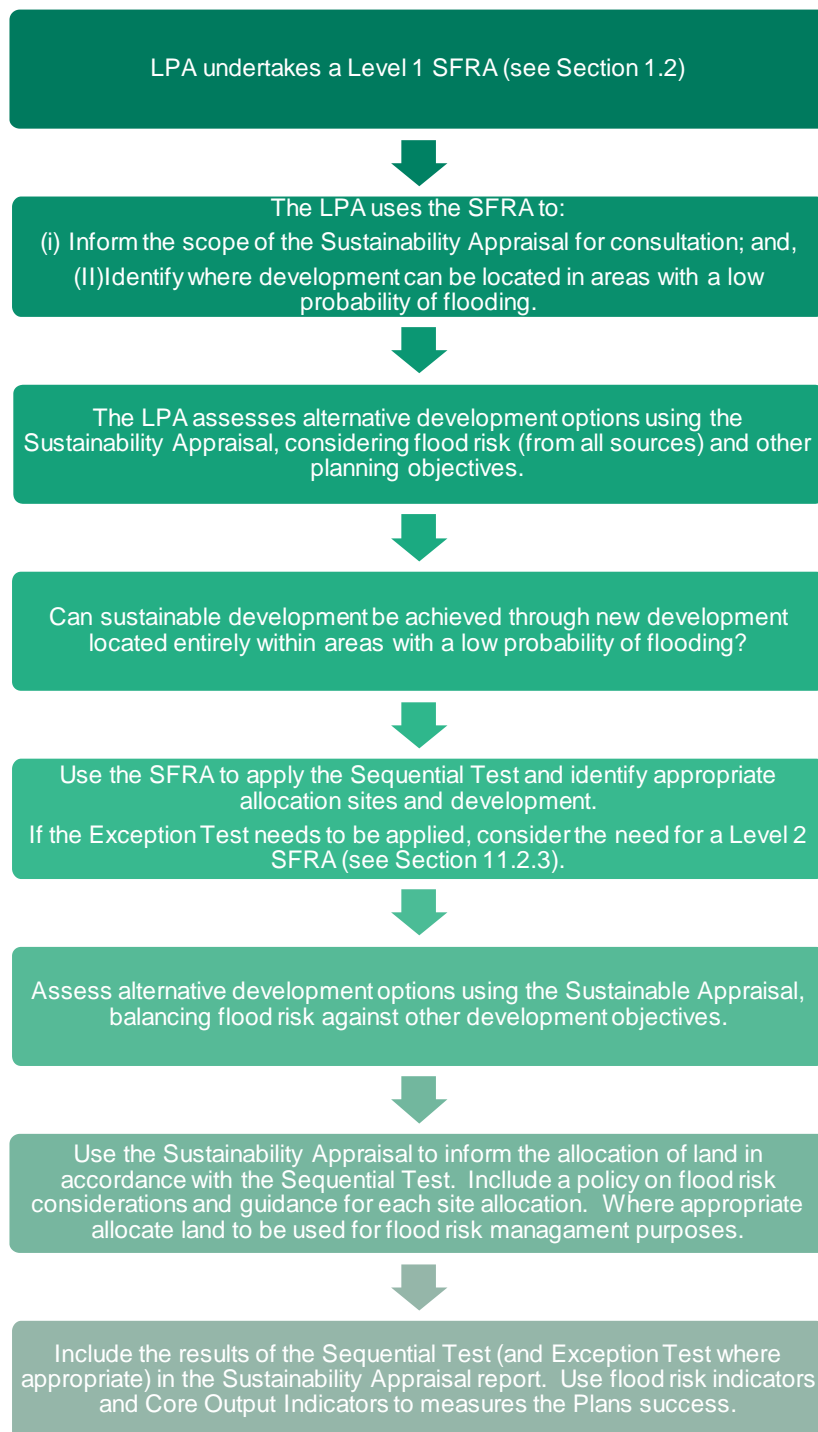 LPA undertakes a Level 1 SFRA (see Section 1.2)
The LPA uses the SFRA to:
(i) Inform the scope of the Sustainability Appraisal for consultation; and,
(II)Identify where development can be located in areas with a low
probability of flooding.
The LPA assesses alternative development options using the
Sustainability Appraisal, considering flood risk (from all sources) and other
planning objectives.
Can sustainable development be achieved through new development
located entirely within areas with a low probability of flooding?
Use the SFRA to apply the Sequential Test and identify appropriate
allocation sites and development.
If the Exception Test needs to be applied, consider the need for a Level 2
SFRA (see Section 11.2.3).
Assess alternative development options using the Sustainable Appraisal,
balancing flood risk against other development objectives.
Use the Sustainability Appraisal to inform the allocation of land in
accordance with the Sequential Test.  Incllude a policy on flood risk
considerations and guidance for each site allocation.  Where appropriate
allocate land to be used for flood risk managament purposes.
Include the results of the Sequential Test (and Exception Test where
appropriate) in the Sustainability Appraisal report.  Use flood risk indicators
and Core Output Indicators to measures the Plans success.